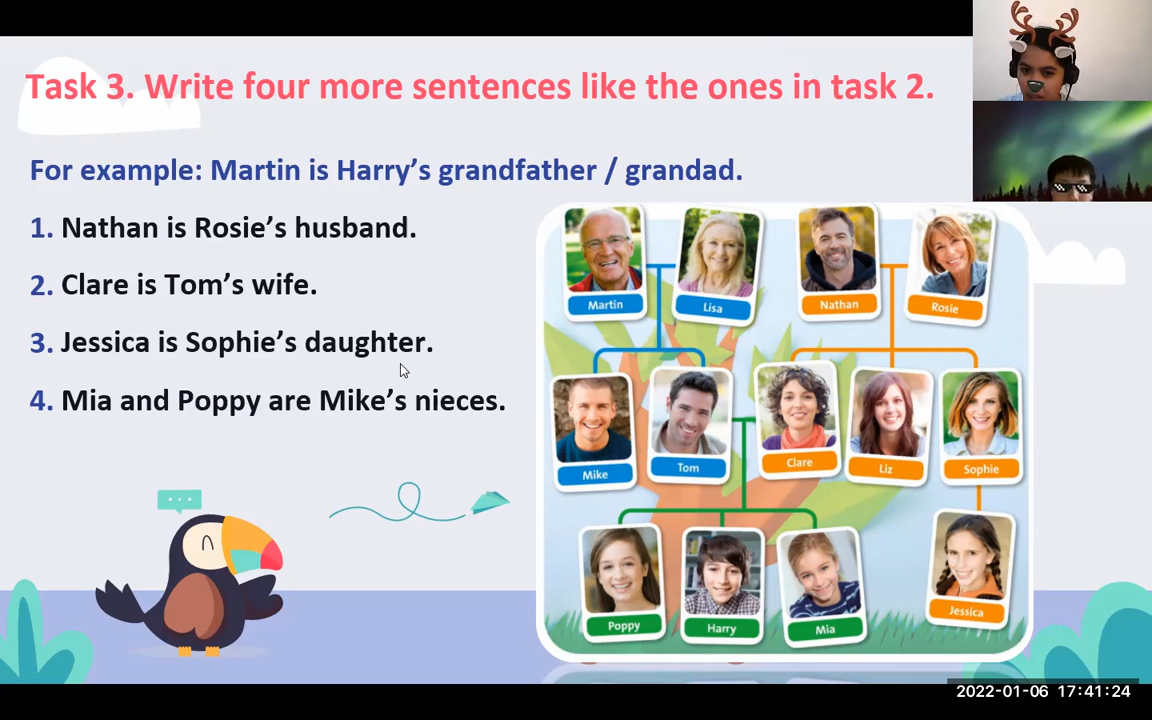 Task 3. Write four more sentences like the ones in task 2.
For example: Martin is Harry’s grandfather / grandad.
1. Nathan is Rosie’s husband.
2. Clare is Tom’s wife.
3. Jessica is Sophie’s daughter.
4. Mia and Poppy are Mike’s nieces.
Martin
Lisa
Nathan
Rosie
Mike
Tom
Clare
Liz
Sophie
Poppy
Harry
Mia
Jessica
2022-01-06 17:41:24